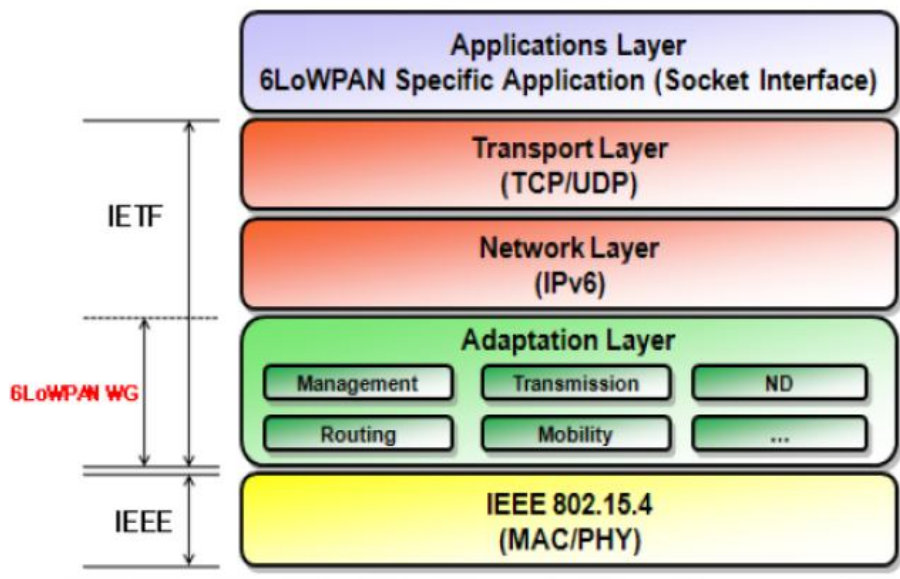 Applications Layer
6LoWPAN Specific Application (Socket Interface)
Transport Layer
(TCP/UDP)
IETF
Network Layer
(IPv6)
Adaptation Layer
6LoWPAN WG
Management
Transmission
ND
Routing
Mobility
...
IEEE
IEEE 802.15.4
(MAC/PHY)